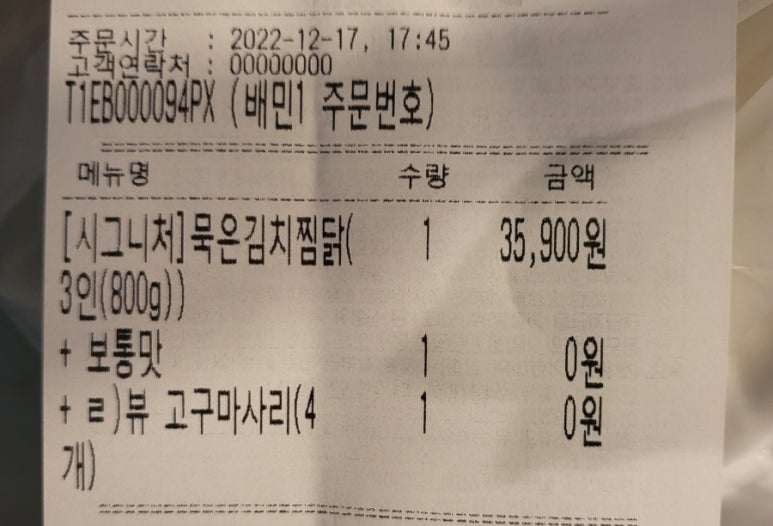 주문시간 : 2022-12-17, 17:45
고객연락처 : 00000000
T1EB000094PX (배민1 주문번호)
메뉴명 수량 금액
[시그니처]묵은김치찜닭( 1 35,900원
3인(800g))
+ 보통맛 1 0원
+ ㄹ)뷰 고구마사리(4 1 0원
개)